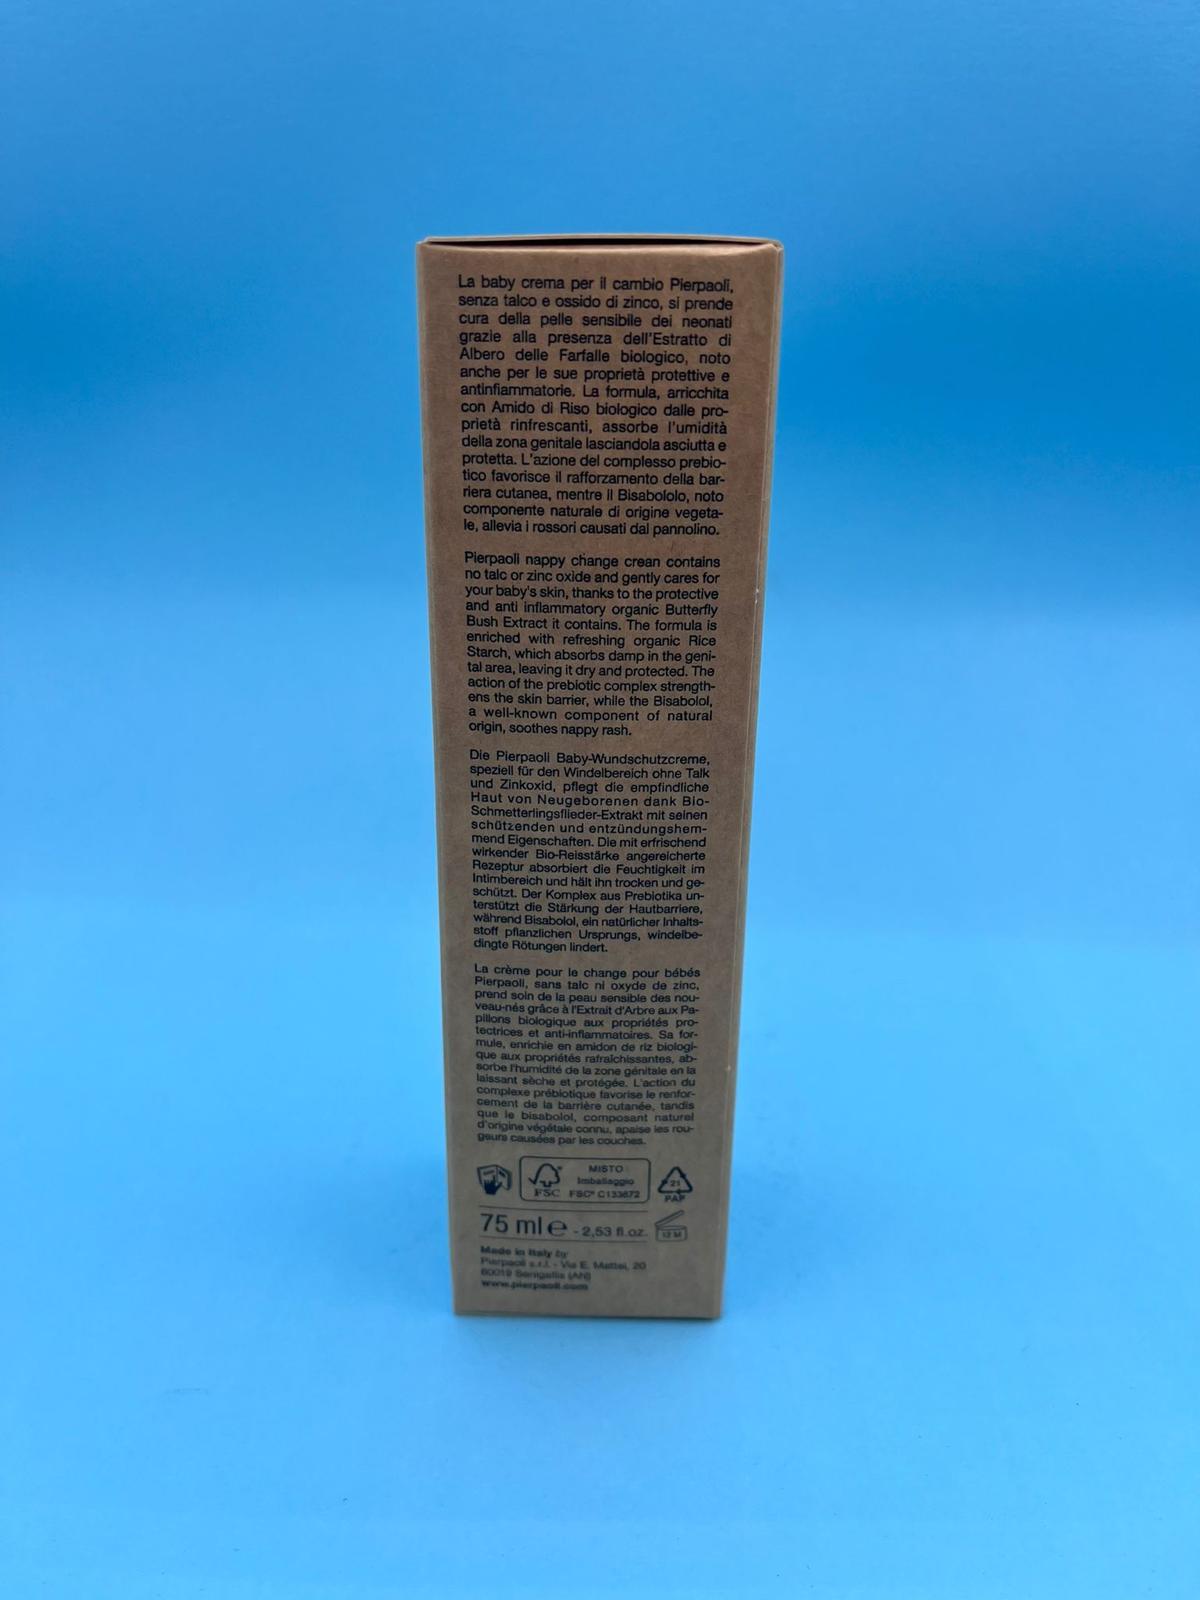 La baby crema per il cambio Pierpaoli,
senza talco e ossido di zinco, si prende
cura della pelle sensibile dei neonati
grazie alla presenza dell'Estratto di
Albero delle Farfalle biologico, noto
anche per le sue proprietà protettive e
antinfiammatorie. La formula, arricchita
con Amido di Riso biologico dalle pro-
prietà rinfrescanti, assorbe l'umidità
della zona genitale lasciandola asciutta e
protetta. L'azione del complesso prebio-
tico favorisce il rafforzamento della bar-
riera cutanea, mentre il Bisabololo, noto
componente naturale di origine vegeta-
le, allevia i rossori causati dal pannolino.
Pierpaoli nappy change crean contains
no talc or zinc oxide and gently cares for
your baby's skin, thanks to the protective
and anti inflammatory organic Butterfly
Bush Extract it contains. The formula is
enriched with refreshing organic Rice
Starch, which absorbs damp in the geni-
tal area, leaving it dry and protected. The
action of the prebiotic complex strength-
ens the skin barrier, while the Bisabolol,
a well-known component of natural
origin, soothes nappy rash.
Die Pierpaoli Baby-Wundschutzcreme,
speziell für den Windelbereich ohne Talk
und Zinkoxid, pflegt die empfindliche
Haut von Neugeborenen dank Bio-
Schmetterlingsflieder-Extrakt mit seinen
schützenden und entzündungshem-
mend Eigenschaften. Die mit erfrischend
wirkender Bio-Reisstärke angereicherte
Rezeptur absorbiert die Feuchtigkeit im
Intimbereich und hält ihn trocken und ge-
schützt. Der Komplex aus Prebiotika un-
terstützt die Stärkung der Hautbarriere,
während Bisabolol, ein natürlicher Inhalts-
stoff pflanzlichen Ursprungs, windelbe-
dingte Rötungen lindert.
La crème pour le change pour bébés
Pierpaoli, sans talc ni oxyde de zinc,
prend soin de la peau sensible des nou-
veau-nés grâce à l'Extrait d'Arbre aux Pa-
pillons biologique aux propriétés pro-
tectrices et anti-inflammatoires. Sa for-
mule, enrichie en amidon de riz biologi-
que aux propriétés rafraîchissantes, ab-
sorbe l'humidité de la zone génitale en la
laissant sèche et protégée. L'action du
complexe prébiotique favorise le renfor-
cement de la barrière cutanée, tandis
que le bisabolol, composant naturel
d'origine végétale connu, apaise les rou-
geurs causées par les couches.
MISTO
Imballaggio
FSC FSC® C133672
21
PAP
75 ml e - 2,53 fl.oz.
12 M
Made in Italy by
Pierpaoli s.r.l. - Via E. Mattei, 20
60019 Senigallia (AN)
www.pierpaoli.com